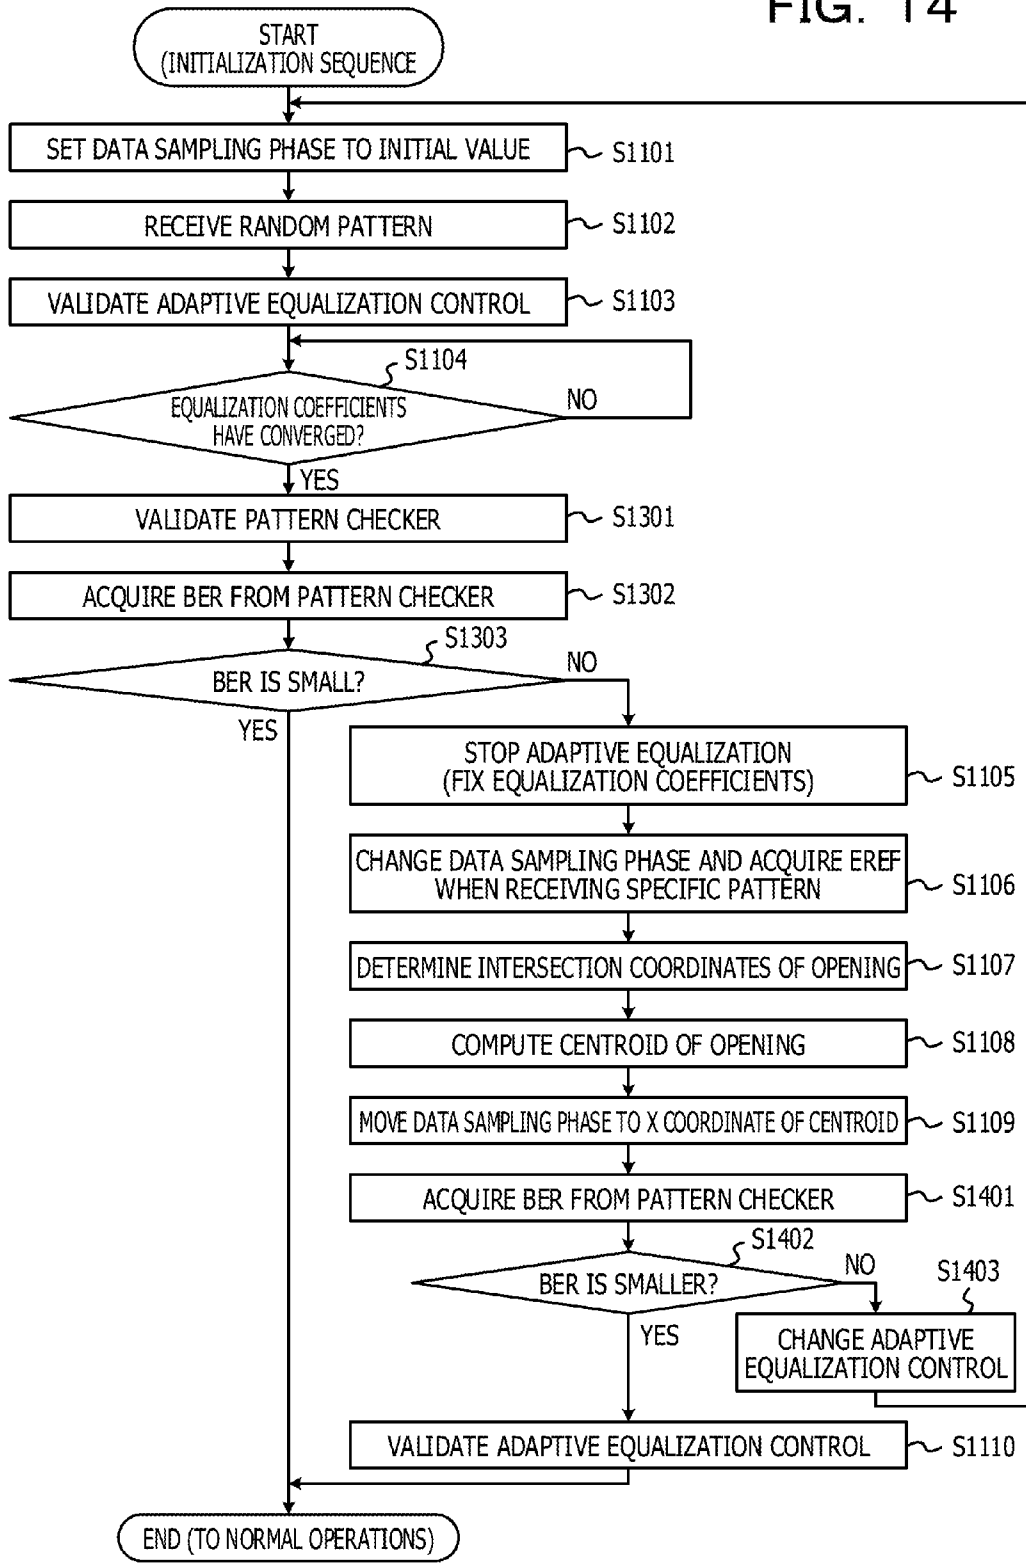 FIG. 14
START
(INITIALIZATION SEQUENCE
SET DATA SAMPLING PHASE TO INITIAL VALUE
S1101
RECEIVE RANDOM PATTERN
S1102
VALIDATE ADAPTIVE EQUALIZATION CONTROL
S1103
S1104
EQUALIZATION COEFFICIENTS
HAVE CONVERGED?
NO
YES
VALIDATE PATTERN CHECKER
S1301
ACQUIRE BER FROM PATTERN CHECKER
S1302
S1303
BER IS SMALL?
NO
YES
STOP ADAPTIVE EQUALIZATION
(FIX EQUALIZATION COEFFICIENTS)
S1105
CHANGE DATA SAMPLING PHASE AND ACQUIRE EREF
WHEN RECEIVING SPECIFIC PATTERN
S1106
DETERMINE INTERSECTION COORDINATES OF OPENING
S1107
COMPUTE CENTROID OF OPENING
S1108
MOVE DATA SAMPLING PHASE TO X COORDINATE OF CENTROID
S1109
ACQUIRE BER FROM PATTERN CHECKER
S1401
S1402
BER IS SMALLER?
NO
YES
S1403
CHANGE ADAPTIVE
EQUALIZATION CONTROL
VALIDATE ADAPTIVE EQUALIZATION CONTROL
S1110
END (TO NORMAL OPERATIONS)